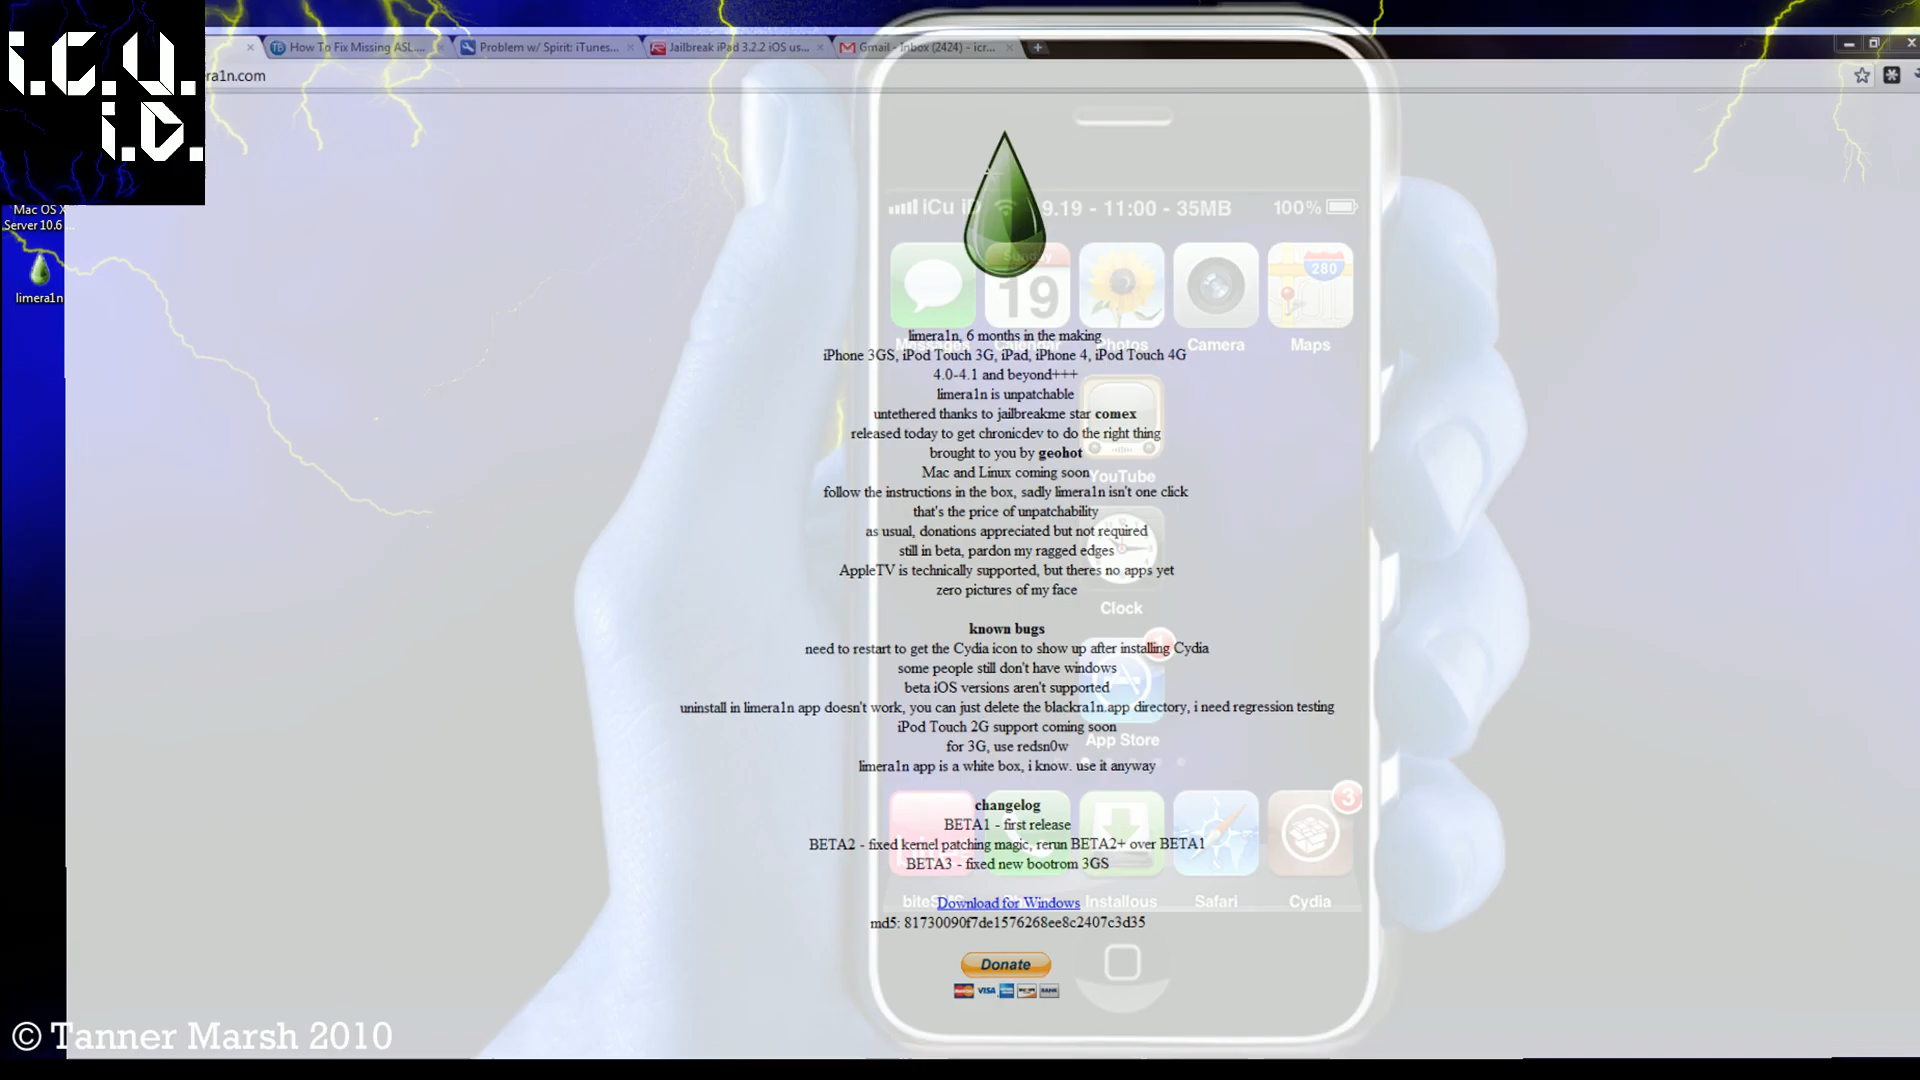 i.C.U.
i.D.
How To Fix Missing ASL....
Problem w/ Spirit: iTunes...
Jailbreak iPad 3.2.2 iOS us...
Gmail - Inbox (2424) - icr...
ra1n.com
Mac OS X
Server 10.6 ...
limera1n
iCu iD
9.19 - 11:00 - 35MB
100%
Sunday
19
280
Messages
Calendar
Photos
Camera
Maps
limera1n, 6 months in the making
iPhone 3GS, iPod Touch 3G, iPad, iPhone 4, iPod Touch 4G
4.0-4.1 and beyond+++
limera1n is unpatchable
untethered thanks to jailbreakme star comex
released today to get chronicdev to do the right thing
brought to you by geohot
Mac and Linux coming soon
YouTube
follow the instructions in the box, sadly limera1n isn't one click
that's the price of unpatchability
as usual, donations appreciated but not required
still in beta, pardon my ragged edges
AppleTV is technically supported, but theres no apps yet
zero pictures of my face
Clock
known bugs
need to restart to get the Cydia icon to show up after installing Cydia
some people still don't have windows
beta iOS versions aren't supported
uninstall in limera1n app doesn't work, you can just delete the blackra1n.app directory, i need regression testing
iPod Touch 2G support coming soon
for 3G, use redsn0w
App Store
limera1n app is a white box, i know. use it anyway
changelog
BETA1 - first release
BETA2 - fixed kernel patching magic, rerun BETA2+ over BETA1
BETA3 - fixed new bootrom 3GS
3
Download for Windows
Installous
Safari
Cydia
md5: 81730090f7de1576268ee8c2407c3d35
Donate
VISA
BANK
© Tanner Marsh 2010